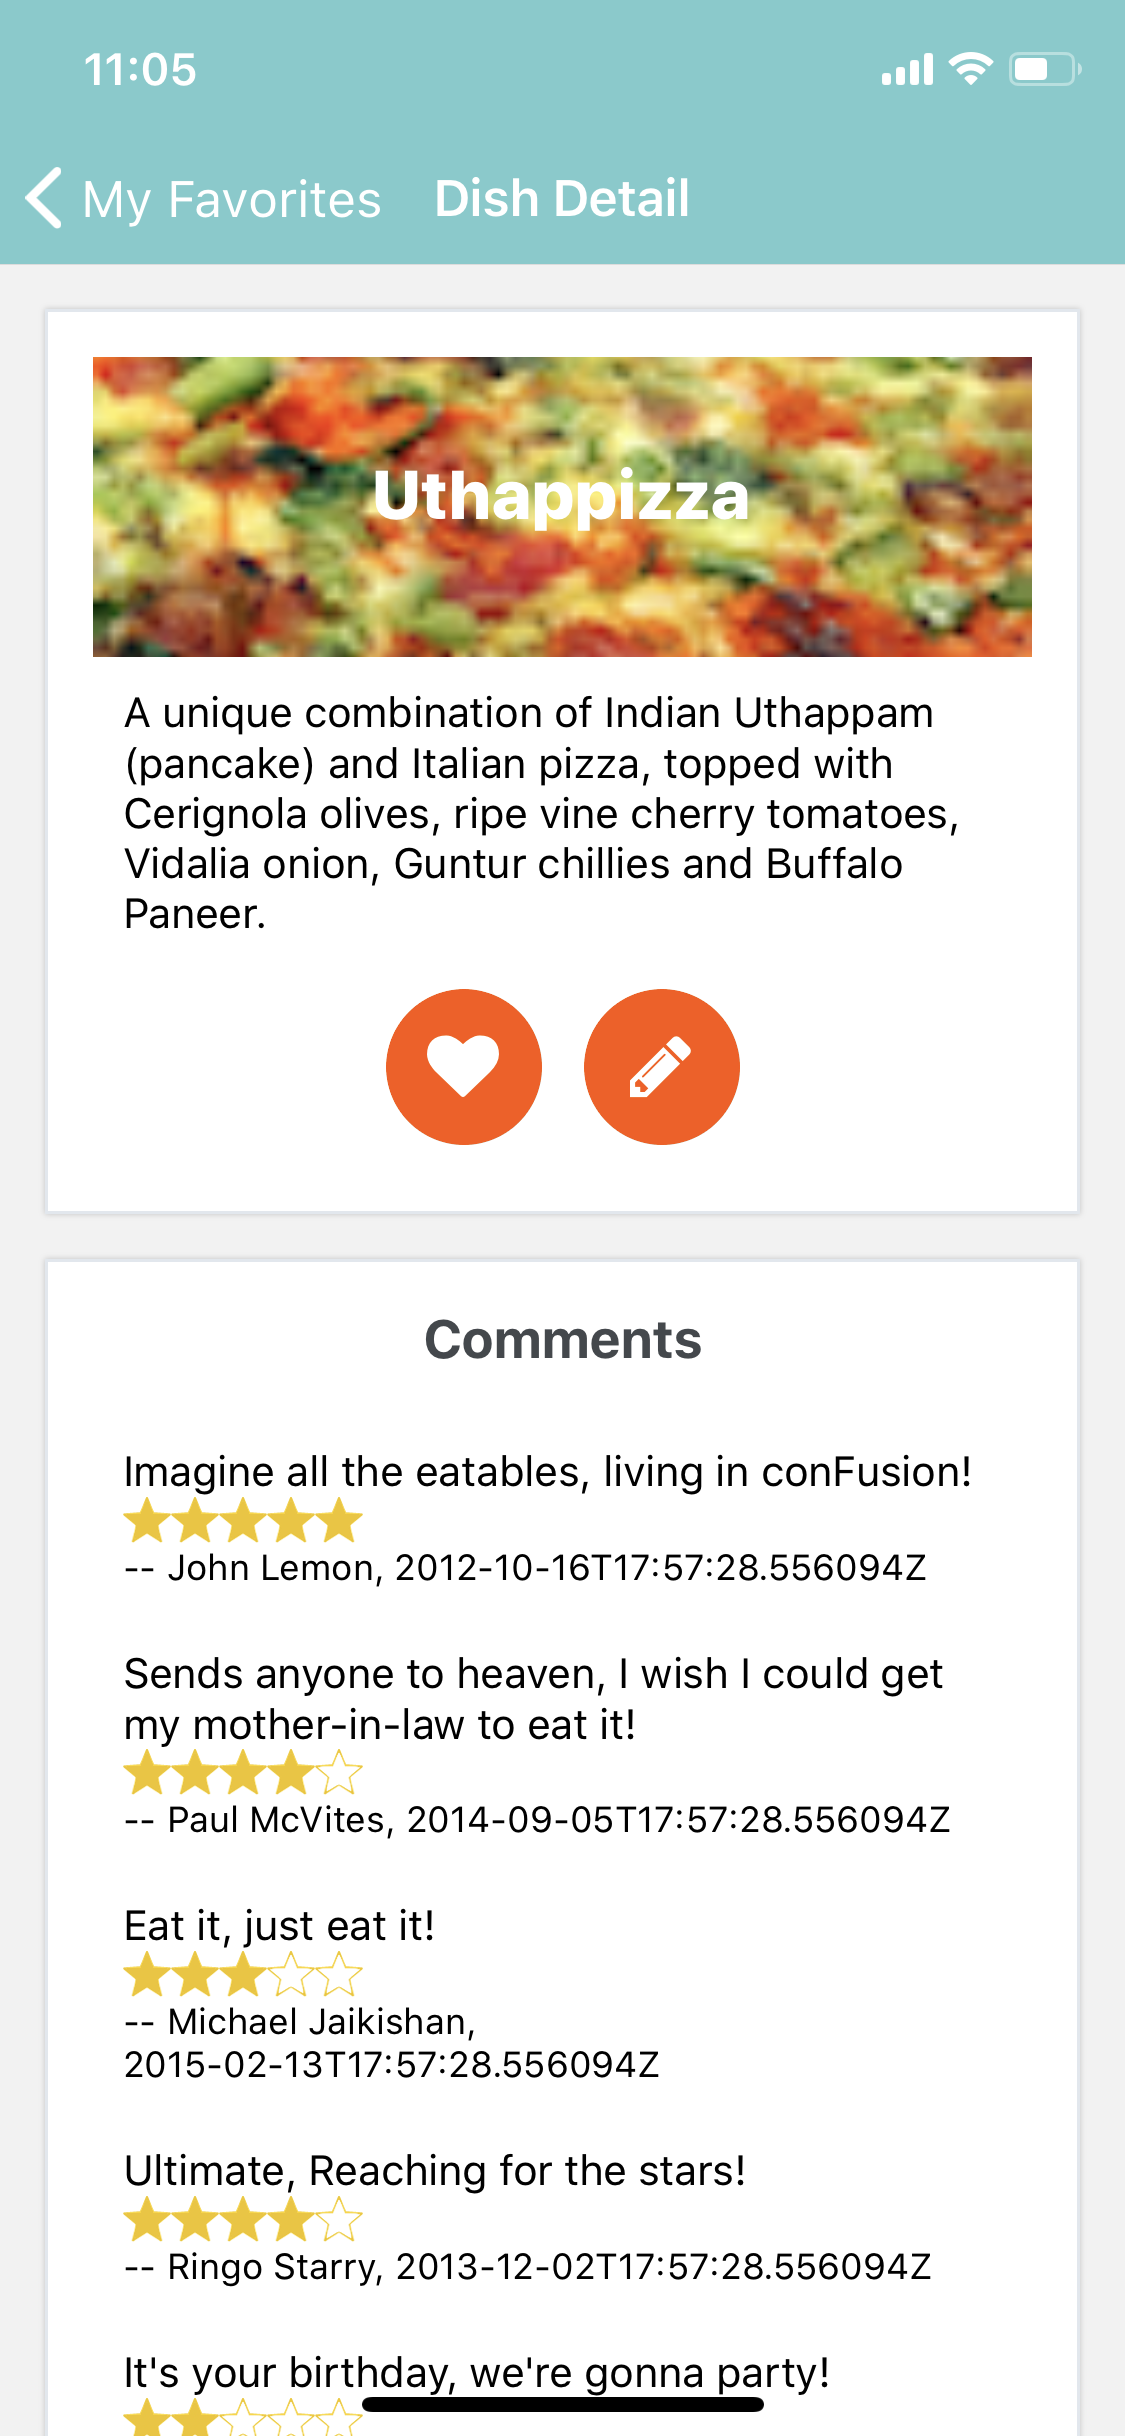 11:05
My Favorites Dish Detail
Uthappizza
A unique combination of Indian Uthappam
(pancake) and Italian pizza, topped with
Cerignola olives, ripe vine cherry tomatoes,
Vidalia onion, Guntur chillies and Buffalo
Paneer.
Comments
Imagine all the eatables, living in conFusion!
-- John Lemon, 2012-10-16T17:57:28.556094Z
Sends anyone to heaven, I wish I could get
my mother-in-law to eat it!
-- Paul McVites, 2014-09-05T17:57:28.556094Z
Eat it, just eat it!
-- Michael Jaikishan,
2015-02-13T17:57:28.556094Z
Ultimate, Reaching for the stars!
-- Ringo Starry, 2013-12-02T17:57:28.556094Z
It's your birthday, we're gonna party!